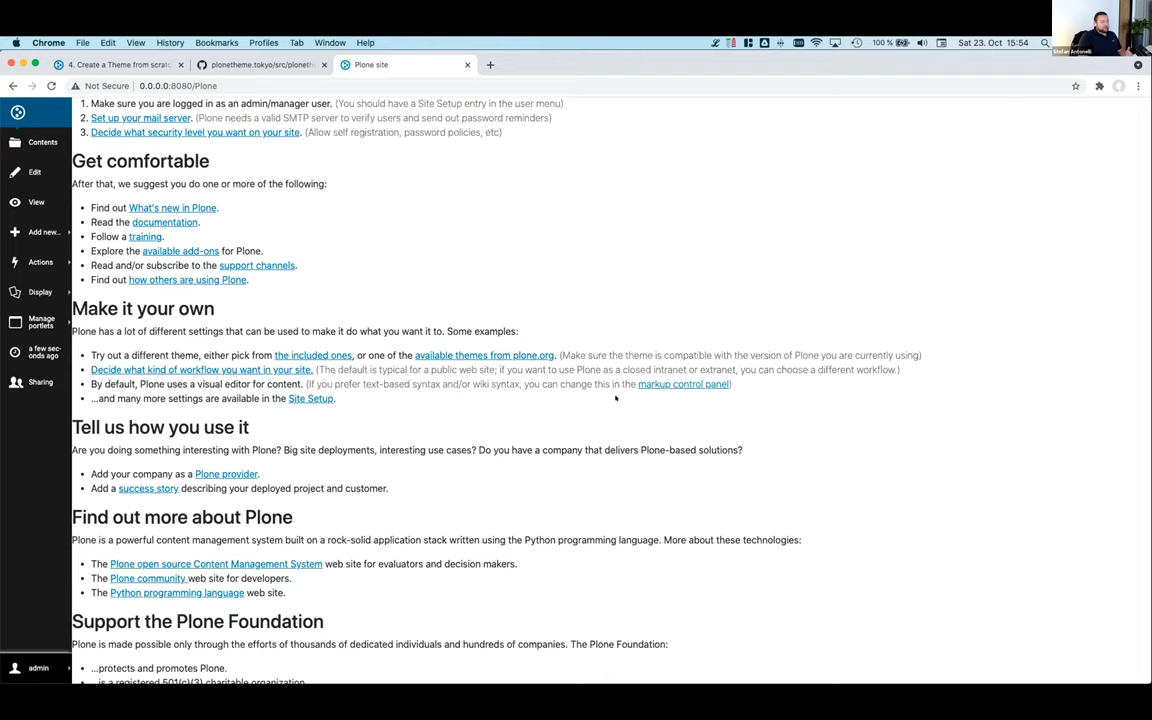 Stefan Antonelli
Chrome File Edit View History Bookmarks Profiles Tab Window Help 100 % Sat 23. Oct 15:54
4. Create a Theme from scratc plonetheme.tokyo/src/ploneth Plone site
Not Secure 0.0.0.0:8080/Plone
1. Make sure you are logged in as an admin/manager user. (You should have a Site Setup entry in the user menu)
2. Set up your mail server. (Plone needs a valid SMTP server to verify users and send out password reminders)
3. Decide what security level you want on your site. (Allow self registration, password policies, etc)
Contents
Edit
View
Add new...
Actions
Display
Manage
portlets
a few sec-
onds ago
Sharing
admin
Get comfortable
After that, we suggest you do one or more of the following:
• Find out What's new in Plone.
• Read the documentation.
• Follow a training.
• Explore the available add-ons for Plone.
• Read and/or subscribe to the support channels.
• Find out how others are using Plone.
Make it your own
Plone has a lot of different settings that can be used to make it do what you want it to. Some examples:
• Try out a different theme, either pick from the included ones, or one of the available themes from plone.org. (Make sure the theme is compatible with the version of Plone you are currently using)
• Decide what kind of workflow you want in your site. (The default is typical for a public web site; if you want to use Plone as a closed intranet or extranet, you can choose a different workflow.)
• By default, Plone uses a visual editor for content. (If you prefer text-based syntax and/or wiki syntax, you can change this in the markup control panel)
• ...and many more settings are available in the Site Setup.
Tell us how you use it
Are you doing something interesting with Plone? Big site deployments, interesting use cases? Do you have a company that delivers Plone-based solutions?
• Add your company as a Plone provider.
• Add a success story describing your deployed project and customer.
Find out more about Plone
Plone is a powerful content management system built on a rock-solid application stack written using the Python programming language. More about these technologies:
• The Plone open source Content Management System web site for evaluators and decision makers.
• The Plone community web site for developers.
• The Python programming language web site.
Support the Plone Foundation
Plone is made possible only through the efforts of thousands of dedicated individuals and hundreds of companies. The Plone Foundation:
• ...protects and promotes Plone.
• ...is a registered 501(c)(3) charitable organization.